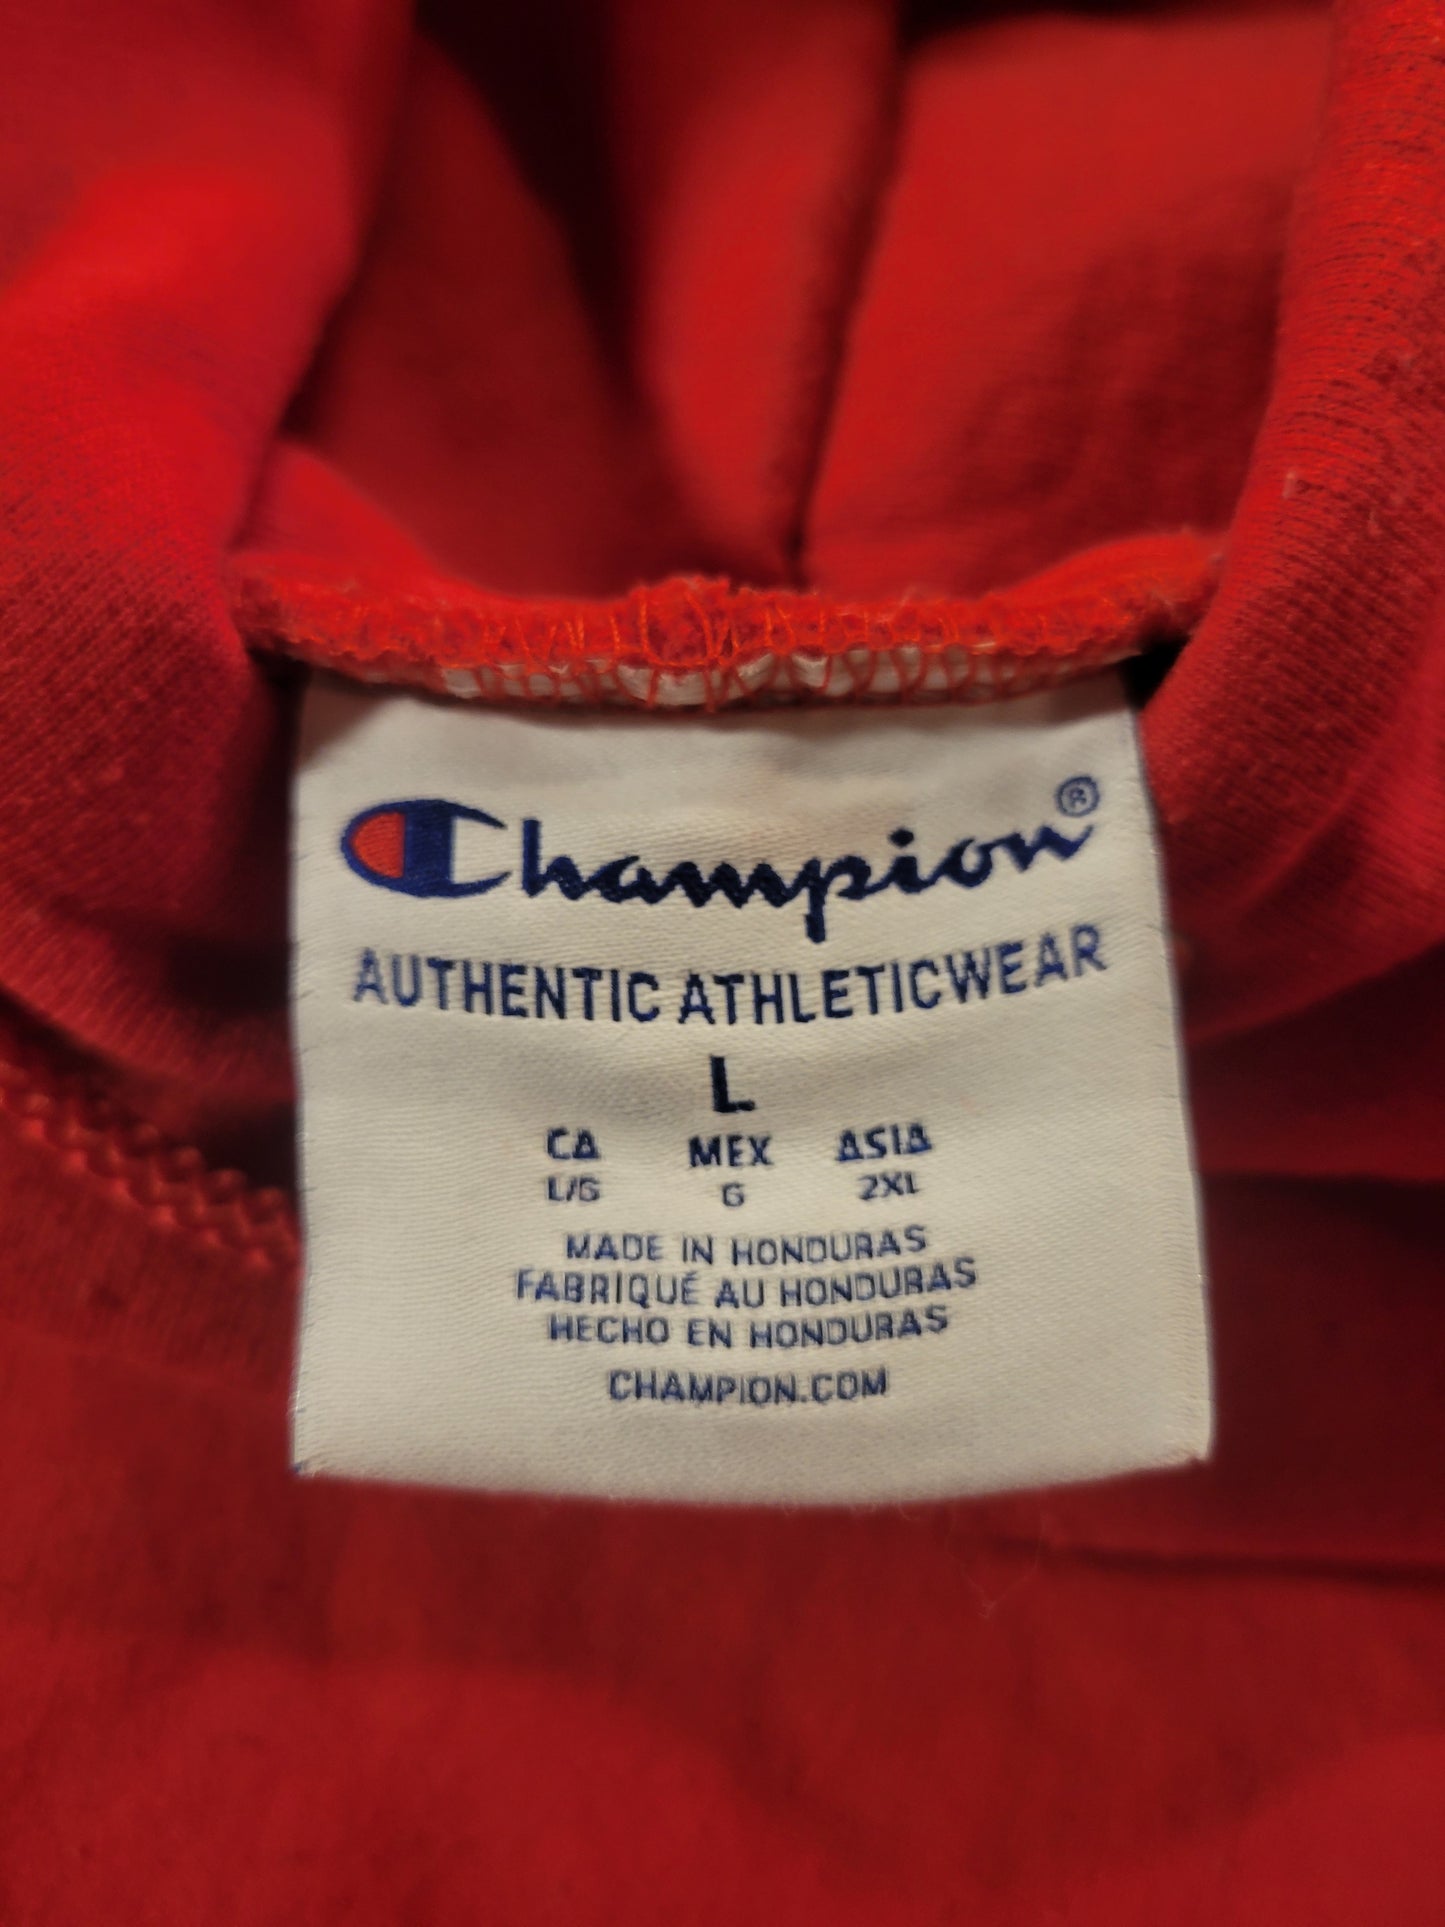 Champion®
AUTHENTIC ATHLETICWEAR
L
CA MEX ASIA
L/G G 2XL
MADE IN HONDURAS
FABRIQUÉ AU HONDURAS
HECHO EN HONDURAS
CHAMPION.COM